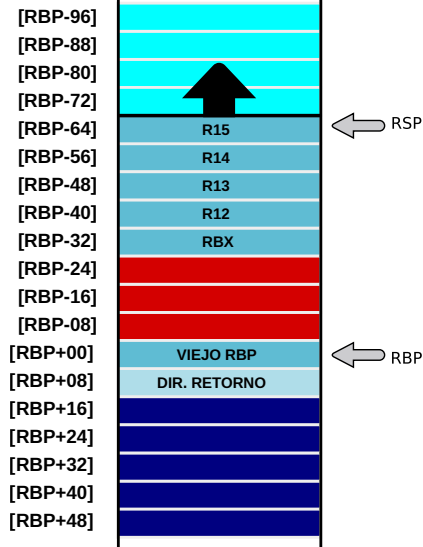 [RBP-96]
[RBP-88]
[RBP-80]
[RBP-72]
[RBP-64] R15 RSP
[RBP-56] R14
[RBP-48] R13
[RBP-40] R12
[RBP-32] RBX
[RBP-24]
[RBP-16]
[RBP-08]
[RBP+00] VIEJO RBP RBP
[RBP+08] DIR. RETORNO
[RBP+16]
[RBP+24]
[RBP+32]
[RBP+40]
[RBP+48]